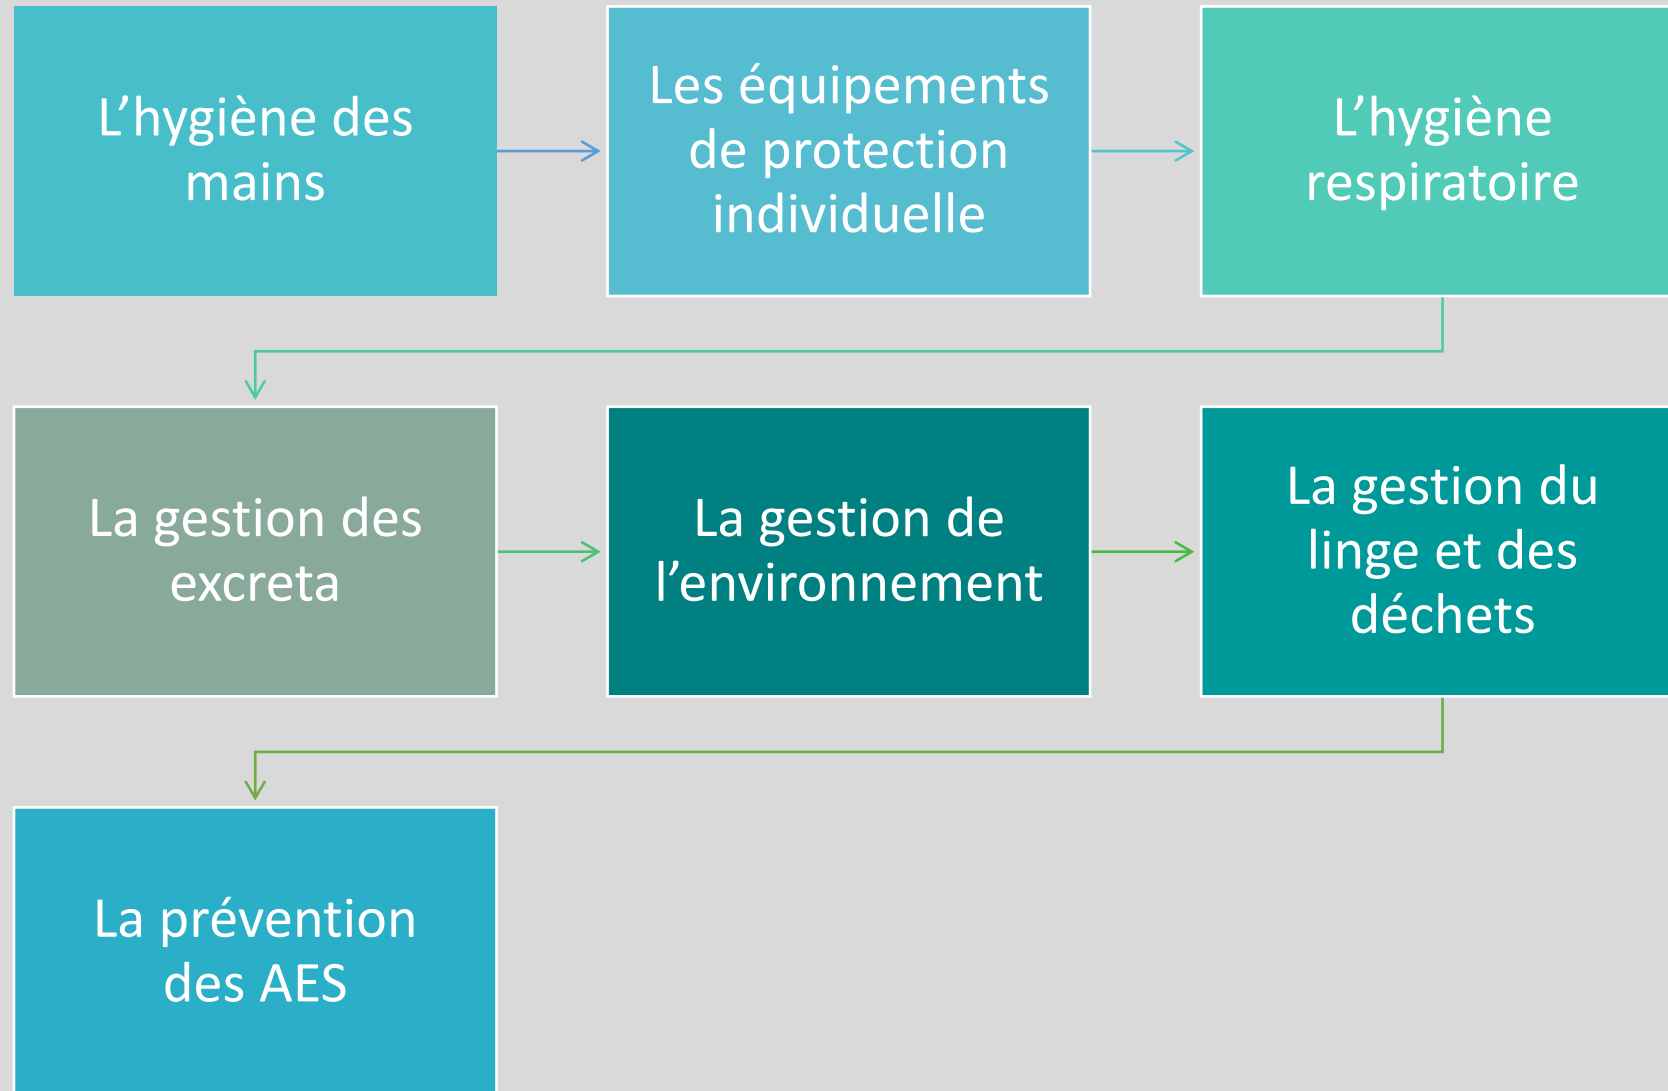 L’hygiène des
mains
Les équipements
de protection
individuelle
L’hygiène
respiratoire
La gestion des
excreta
La gestion de
l’environnement
La gestion du
linge et des
déchets
La prévention
des AES